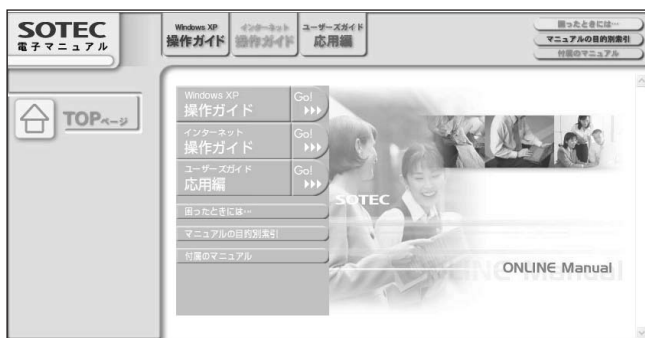 SOTEC
電子マニュアル
Windows XP
操作ガイド
インターネット
操作ガイド
ユーザーズガイド
応用編
困ったときには…
マニュアルの目的別索引
付属のマニュアル
TOPページ
Windows XP
操作ガイド
Go!
インターネット
操作ガイド
Go!
ユーザーズガイド
応用編
Go!
困ったときには…
マニュアルの目的別索引
付属のマニュアル
SOTEC
ONLINE Manual
NE Manual